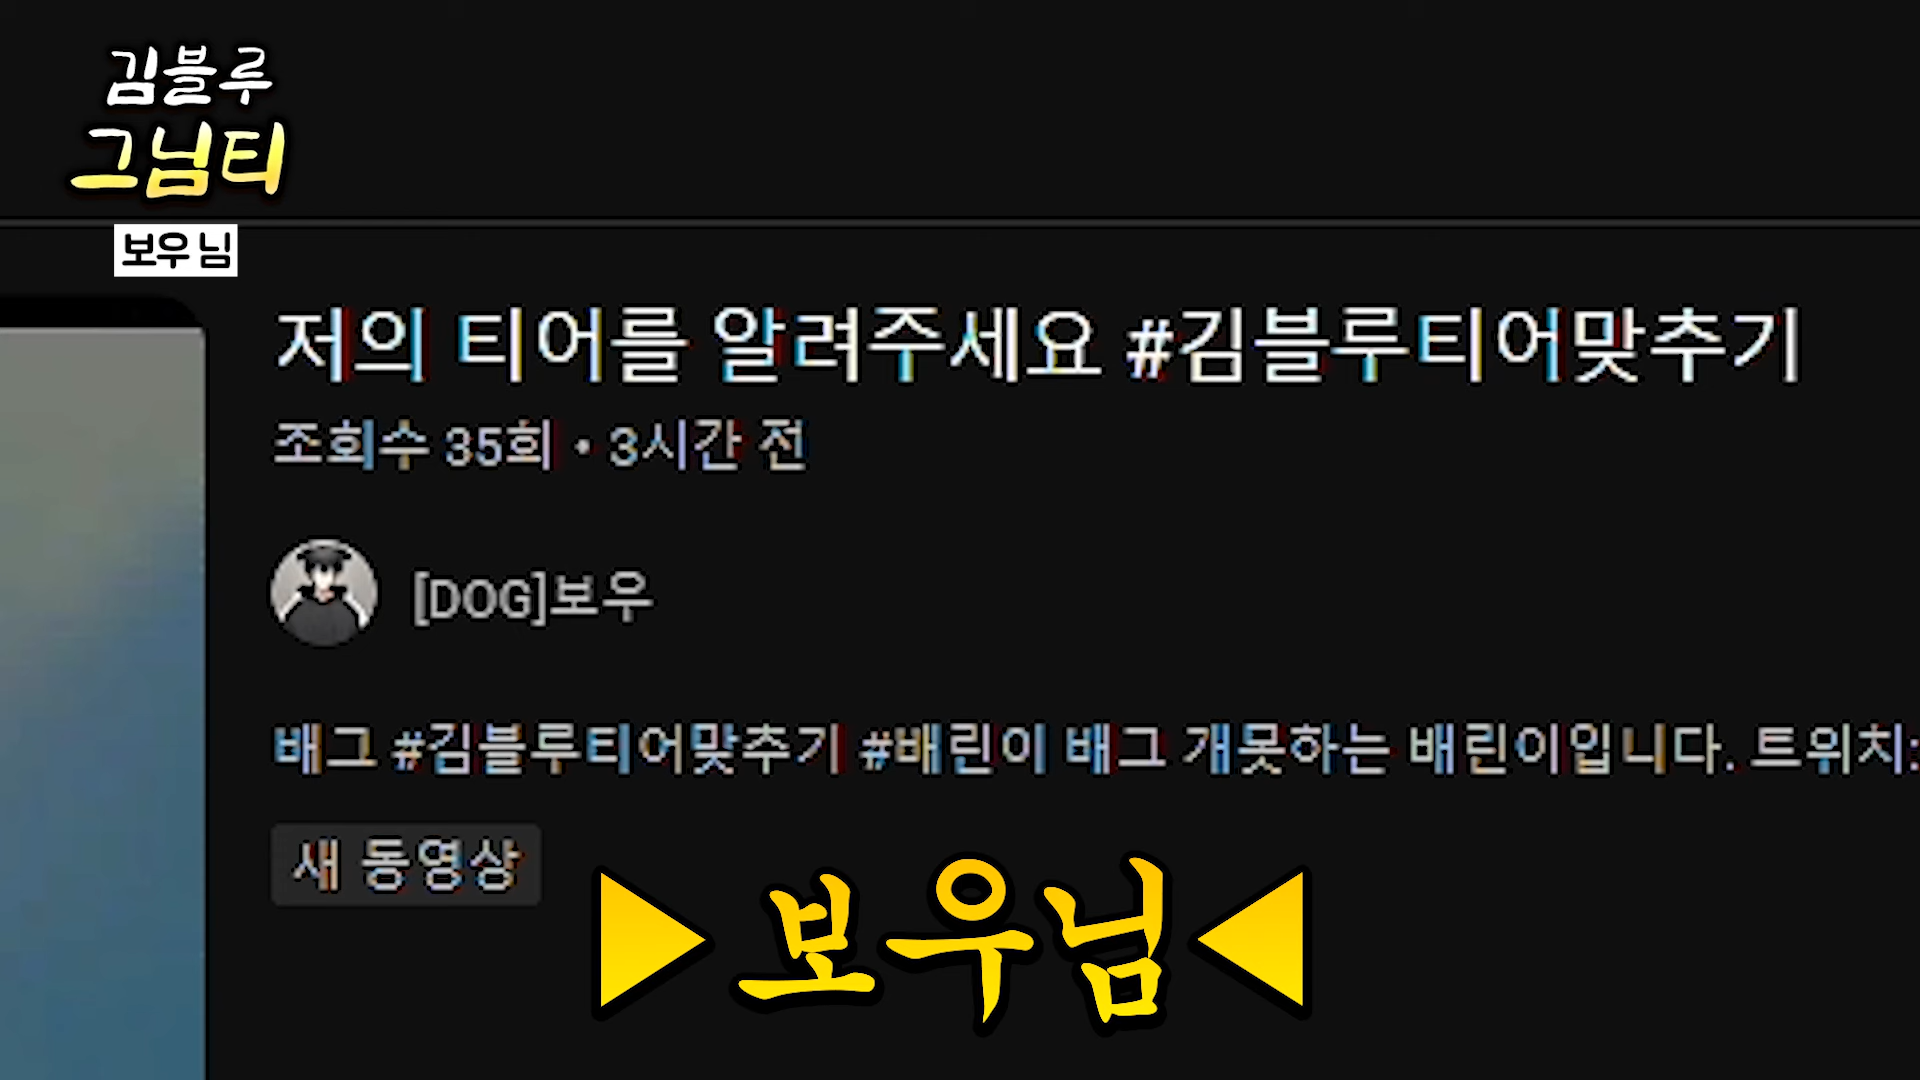 김블루
그님티
보우 님
저의 티어를 알려주세요 #김블루티어맞추기
조회수 35회 • 3시간 전
[DOG]보우
배그 #김블루티어맞추기 #배린이 배그 개못하는 배린이입니다. 트위치:
새 동영상
▶보우님◀